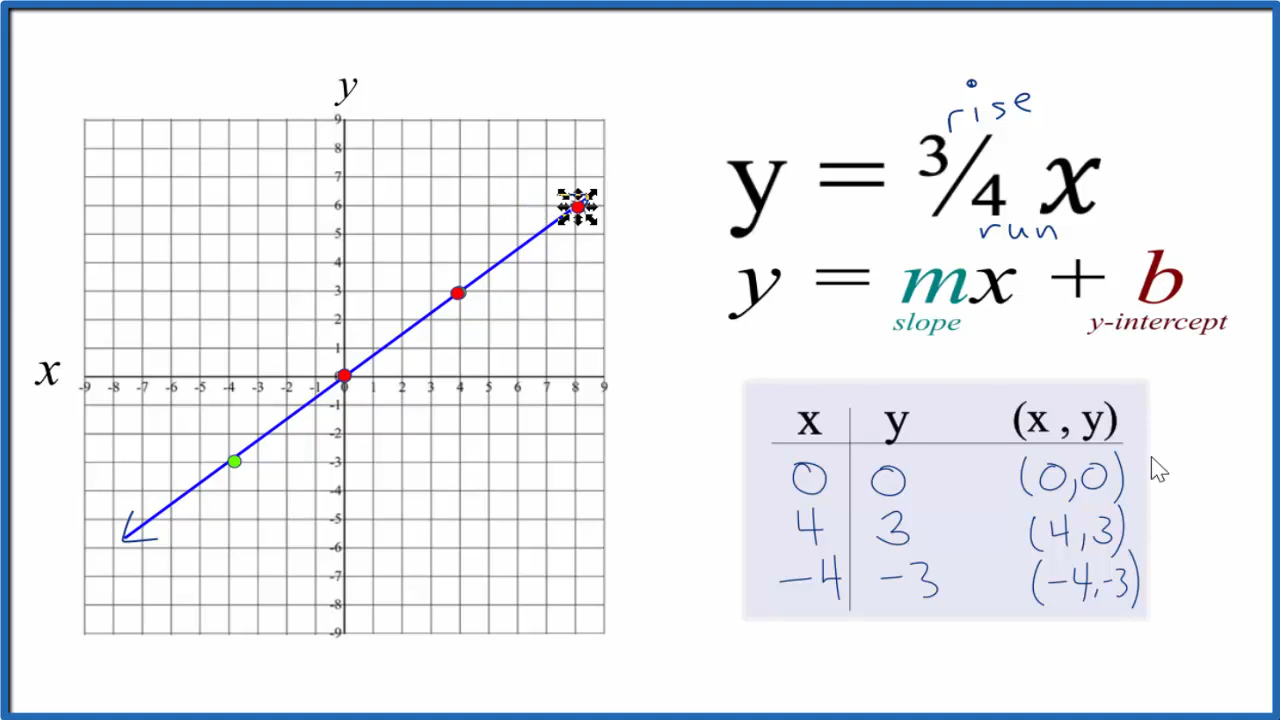 y
9
8
7
6
5
4
3
2
1
x
-9 -8 -7 -6 -5 -4 -3 -2 -1 0 1 2 3 4 5 6 7 8 9
-1
-2
-3
-4
-5
-6
-7
-8
-9
rise
y = 3/4 x
run
y = mx + b
slope y-intercept
x y (x , y)
0 0 (0,0)
4 3 (4,3)
-4 -3 (-4,-3)